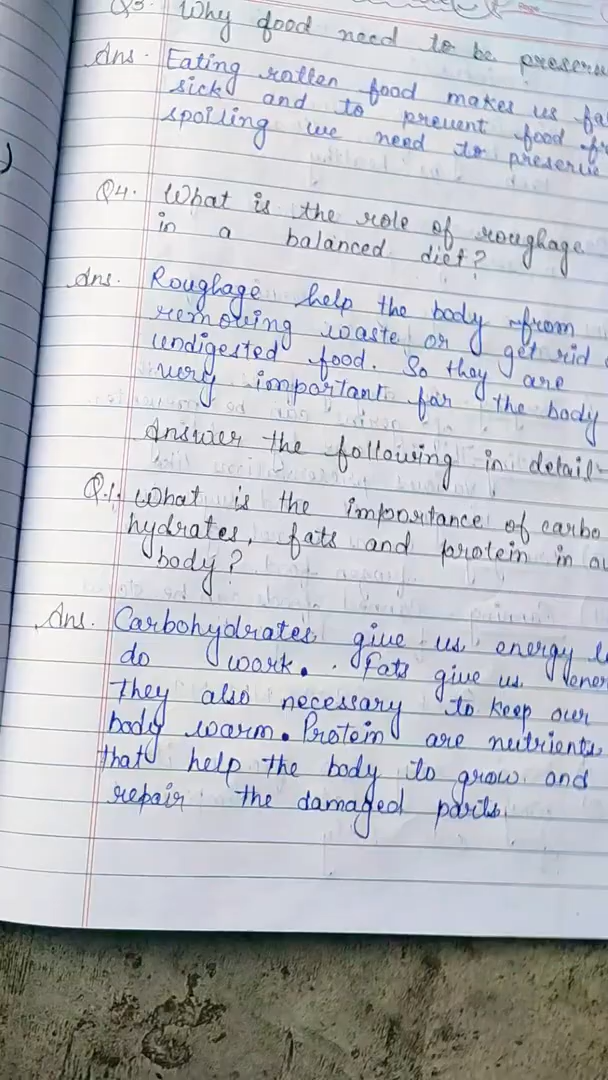 Q3. Why food need to be preserv
Ans. Eating rotten food makes us fa
sick and to prevent food fr
spoiling we need to preserve
Q4. What is the role of roughage
in a balanced diet?
Ans. Roughage help the body from
removing waste or get rid o
undigested food. So they are
very important for the body
Answer the following in detail-
Q.1. What is the importance of carbo
hydrates, fats and protein in ou
body?
Ans. Carbohydrates give us energy to
do work. Fats give us ener
They also necessary to keep our
body warm. Protein are nutrients
that help the body to grow and
repair the damaged parts.